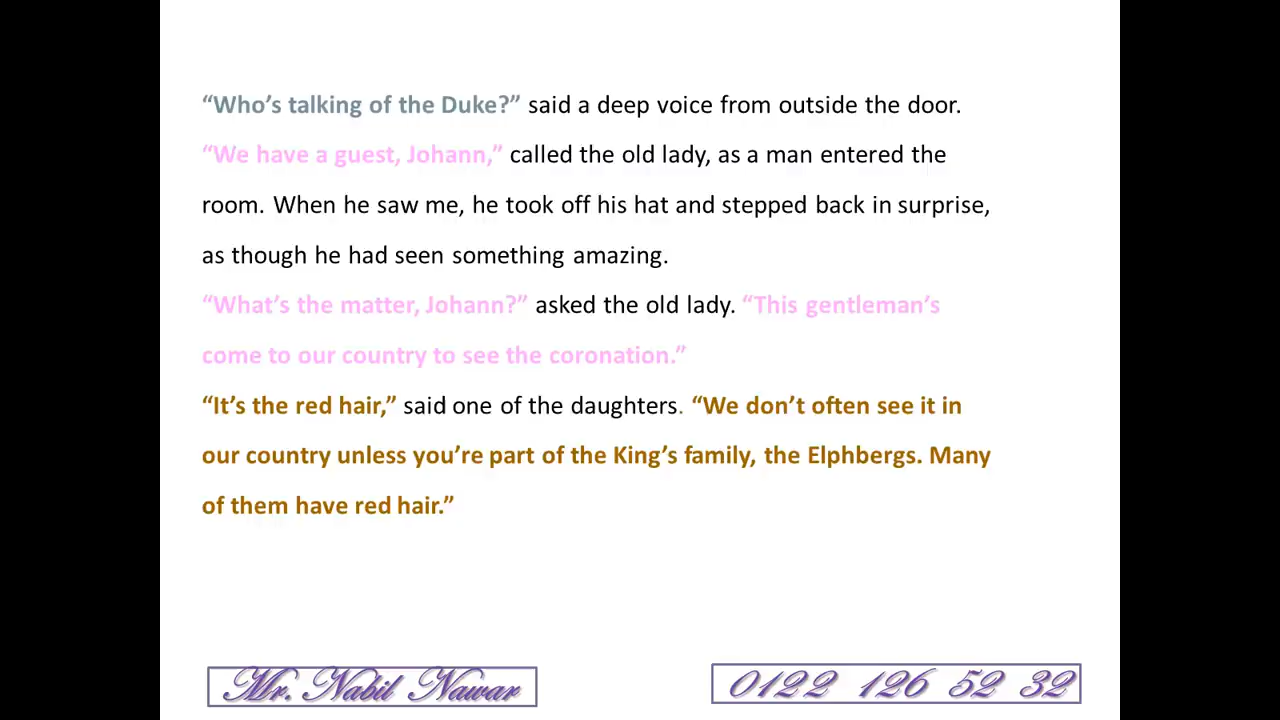 “Who’s talking of the Duke?” said a deep voice from outside the door.
“We have a guest, Johann,” called the old lady, as a man entered the
room. When he saw me, he took off his hat and stepped back in surprise,
as though he had seen something amazing.
“What’s the matter, Johann?” asked the old lady. “This gentleman’s
come to our country to see the coronation.”
“It’s the red hair,” said one of the daughters. “We don’t often see it in
our country unless you’re part of the King’s family, the Elphbergs. Many
of them have red hair.”
Mr. Nabil Nawar
0122 126 52 32